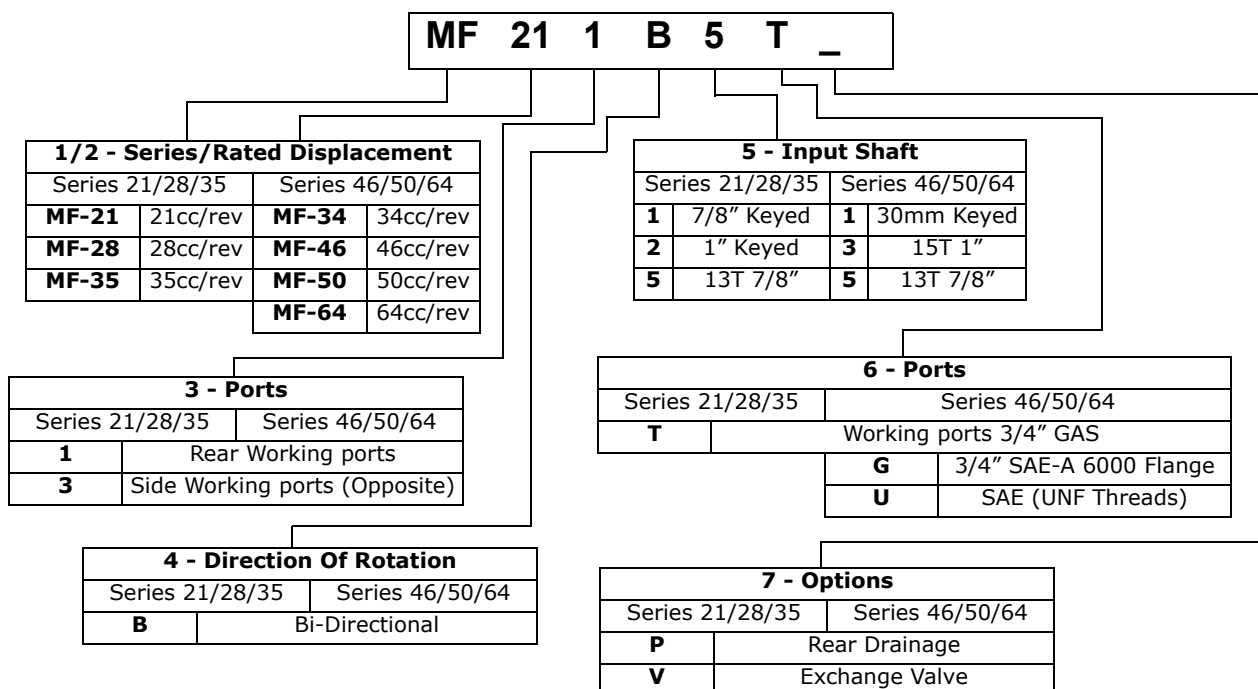 MF 21 1 B 5 T _
1/2 - Series/Rated Displacement
Series 21/28/35 Series 46/50/64
MF-21 21cc/rev MF-34 34cc/rev
MF-28 28cc/rev MF-46 46cc/rev
MF-35 35cc/rev MF-50 50cc/rev
MF-64 64cc/rev
5 - Input Shaft
Series 21/28/35 Series 46/50/64
1 7/8″ Keyed 1 30mm Keyed
2 1″ Keyed 3 15T 1″
5 13T 7/8″ 5 13T 7/8″
3 - Ports
Series 21/28/35 Series 46/50/64
1 Rear Working ports
3 Side Working ports (Opposite)
6 - Ports
Series 21/28/35 Series 46/50/64
T Working ports 3/4″ GAS
G 3/4″ SAE-A 6000 Flange
U SAE (UNF Threads)
4 - Direction Of Rotation
Series 21/28/35 Series 46/50/64
B Bi-Directional
7 - Options
Series 21/28/35 Series 46/50/64
P Rear Drainage
V Exchange Valve